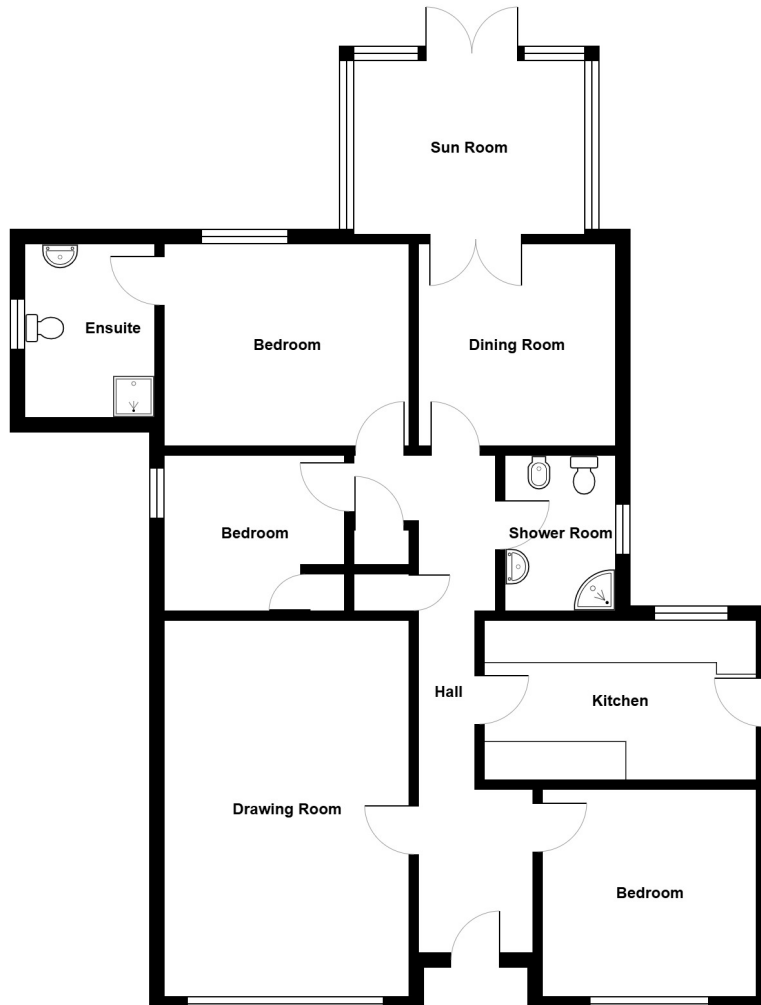 Sun Room
Ensuite
Bedroom
Dining Room
Bedroom
Shower Room
Hall
Kitchen
Drawing Room
Bedroom